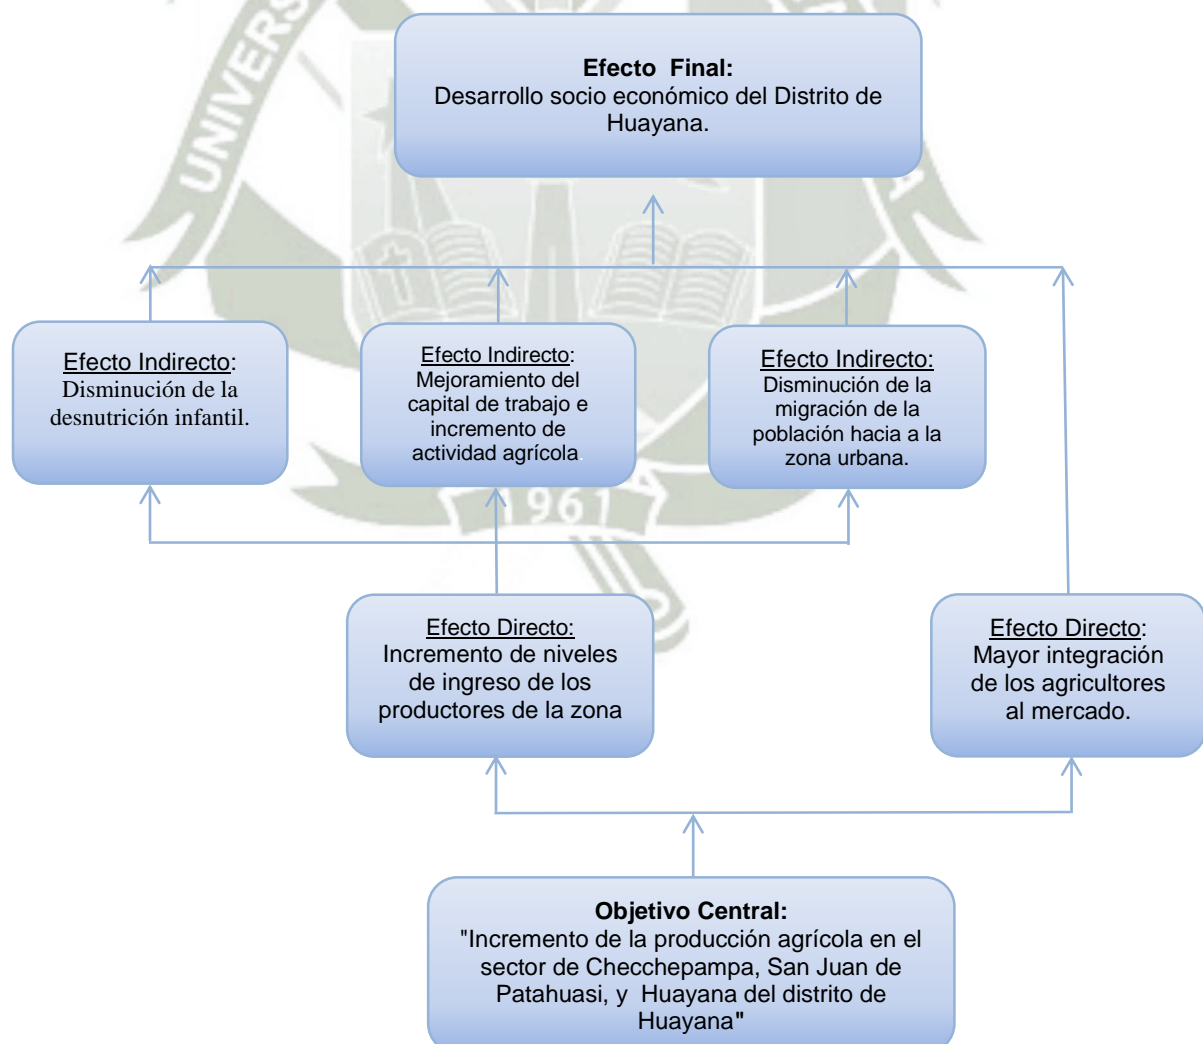 UNIVERS
Efecto Final:
Desarrollo socio económico del Distrito de
Huayana.
Efecto Indirecto:
Disminución de la
desnutrición infantil.
Efecto Indirecto:
Mejoramiento del
capital de trabajo e
incremento de
actividad agrícola.
Efecto Indirecto:
Disminución de la
migración de la
población hacia a la
zona urbana.
1961
Efecto Directo:
Incremento de niveles
de ingreso de los
productores de la zona
Efecto Directo:
Mayor integración
de los agricultores
al mercado.
Objetivo Central:
"Incremento de la producción agrícola en el
sector de Checchepampa, San Juan de
Patahuasi, y Huayana del distrito de
Huayana"